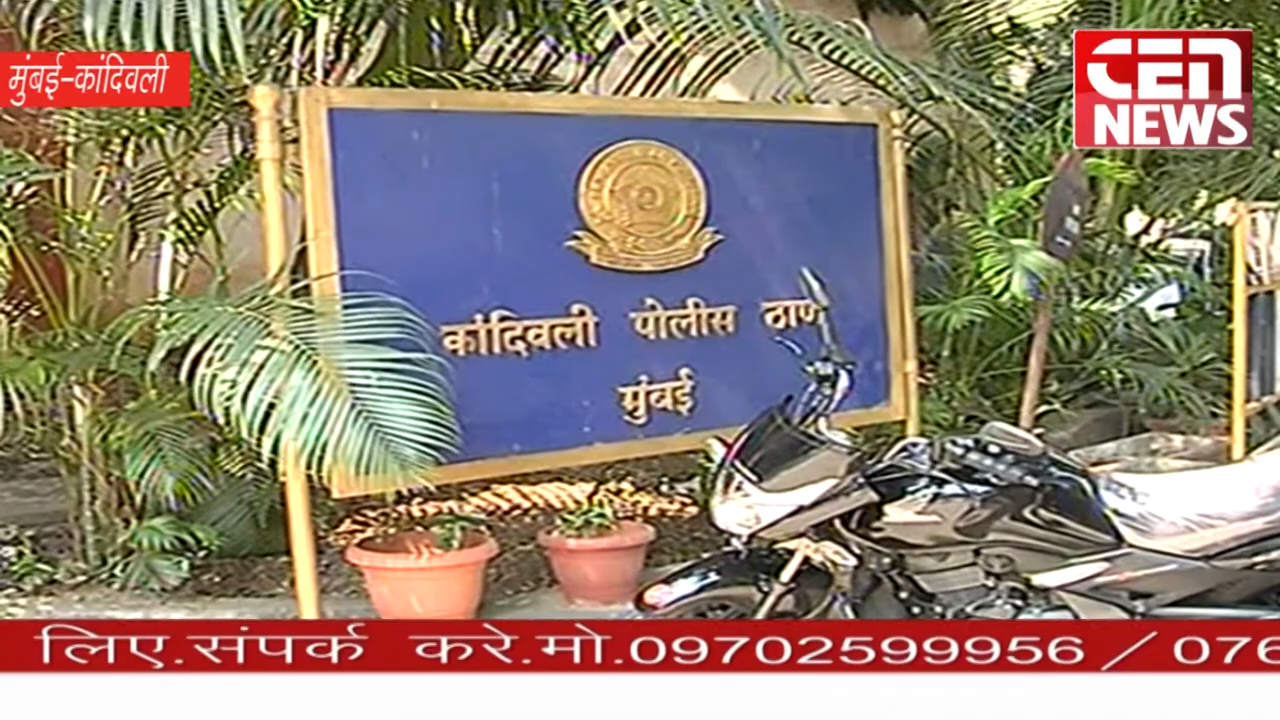 मुंबई-कांदिवली
CEN
NEWS
कांदिवली पोलीस
मुंबई
लिए.संपर्क करे.मो.09702599956 / 076